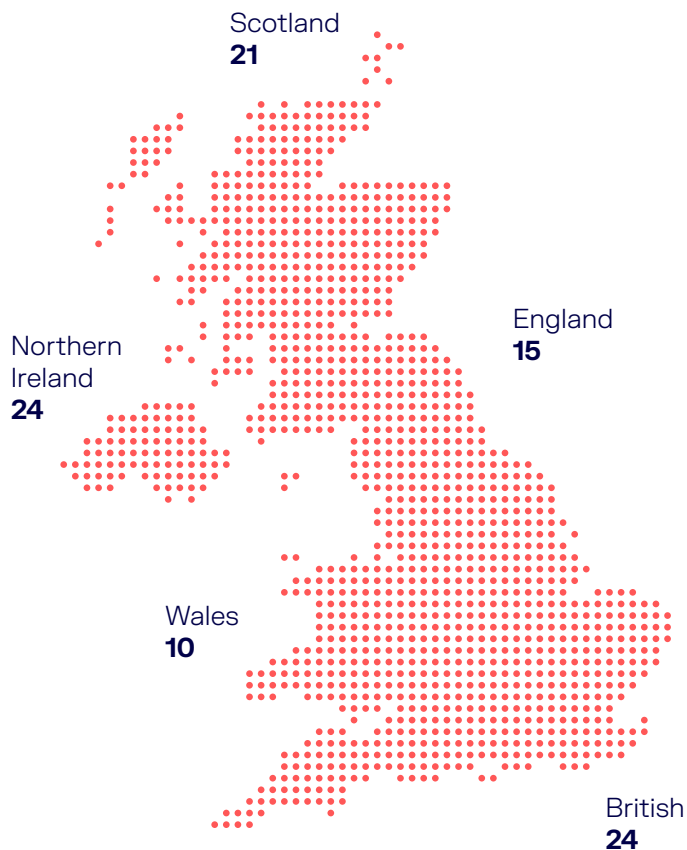 Scotland
21
England
15
Northern
Ireland
24
Wales
10
British
24